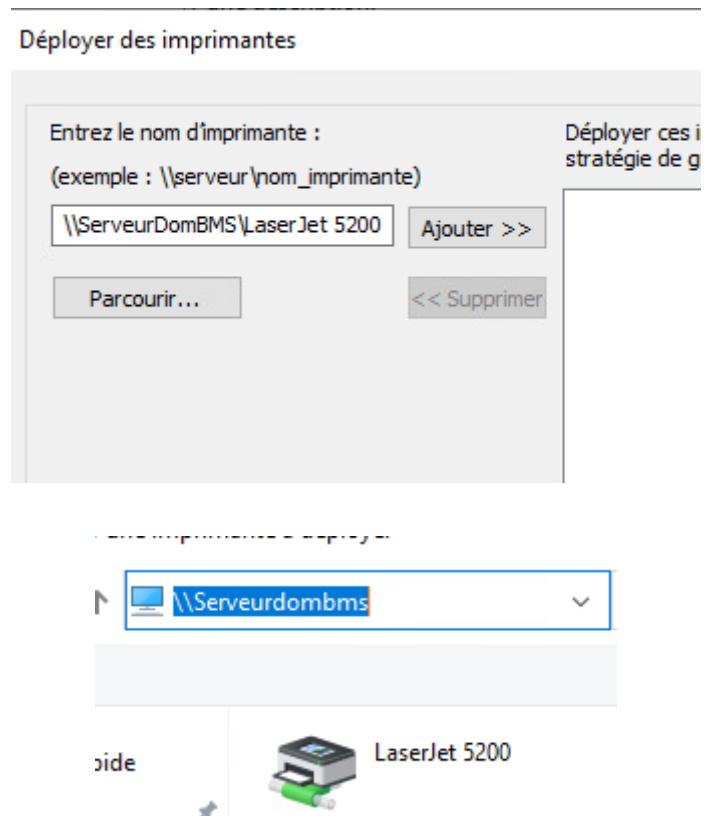 Déployer des imprimantes
Entrez le nom d'imprimante :
(exemple : \\serveur\nom_imprimante)
Déployer ces
stratégie de
\\ServeurDomBMS\LaserJet 5200
Ajouter >>
Parcourir...
<< Supprimer
\\Serveurdombms
LaserJet 5200